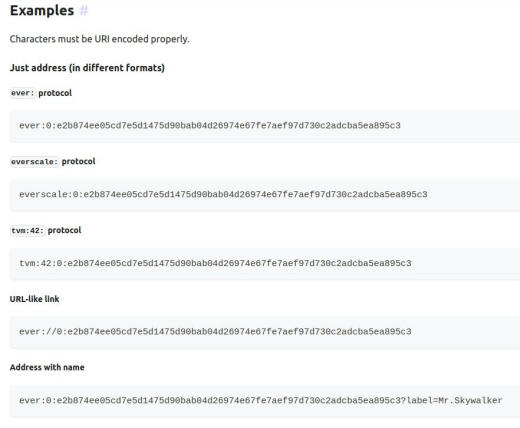 Examples #
Characters must be URI encoded properly.
Just address (in different formats)
ever: protocol
ever:0:e2b874ee05cd7e5d1475d90bab04d26974e67fe7aef97d730c2adcba5ea895c3
everscale: protocol
everscale:0:e2b874ee05cd7e5d1475d90bab04d26974e67fe7aef97d730c2adcba5ea895c3
tvm:42: protocol
tvm:42:0:e2b874ee05cd7e5d1475d90bab04d26974e67fe7aef97d730c2adcba5ea895c3
URL-like link
ever://0:e2b874ee05cd7e5d1475d90bab04d26974e67fe7aef97d730c2adcba5ea895c3
Address with name
ever:0:e2b874ee05cd7e5d1475d90bab04d26974e67fe7aef97d730c2adcba5ea895c3?label=Mr.Skywalker